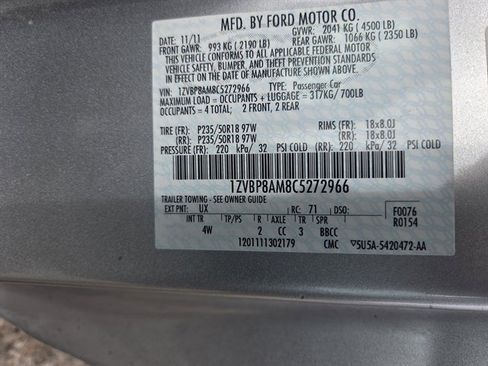 MFD. BY FORD MOTOR CO.
DATE: 11/11 GVWR: 2041 KG ( 4500 LB)
FRONT GAWR: 993 KG ( 2190 LB) REAR GAWR: 1066 KG ( 2350 LB)
THIS VEHICLE CONFORMS TO ALL APPLICABLE FEDERAL MOTOR
VEHICLE SAFETY, BUMPER, AND THEFT PREVENTION STANDARDS
IN EFFECT ON THE DATE OF MANUFACTURE SHOWN ABOVE.
VIN: 1ZVBP8AM8C5272966 TYPE: Passenger Car
MAXIMUM LOAD = OCCUPANTS + LUGGAGE = 317KG/700LB
OCCUPANTS = 4 TOTAL; 2 FRONT, 2 REAR
TIRE (FR): P235/50R18 97W RIMS (FR): 18x8.0J
(RR): P235/50R18 97W (RR): 18x8.0J
PRESSURE (FR): 220 kPA/ 32 PSI COLD (RR): 220 kPA/ 32 PSI COLD
1ZVBP8AM8C5272966
TRAILER TOWING - SEE OWNER GUIDE
EXT PNT: UX RC: 71 DSO: F0076
INT TR TP/PS R AXLE TR SPR R0154
4W 2 CC 3 BBCC
1201111302179 CMC ▽5U5A-5420472-AA